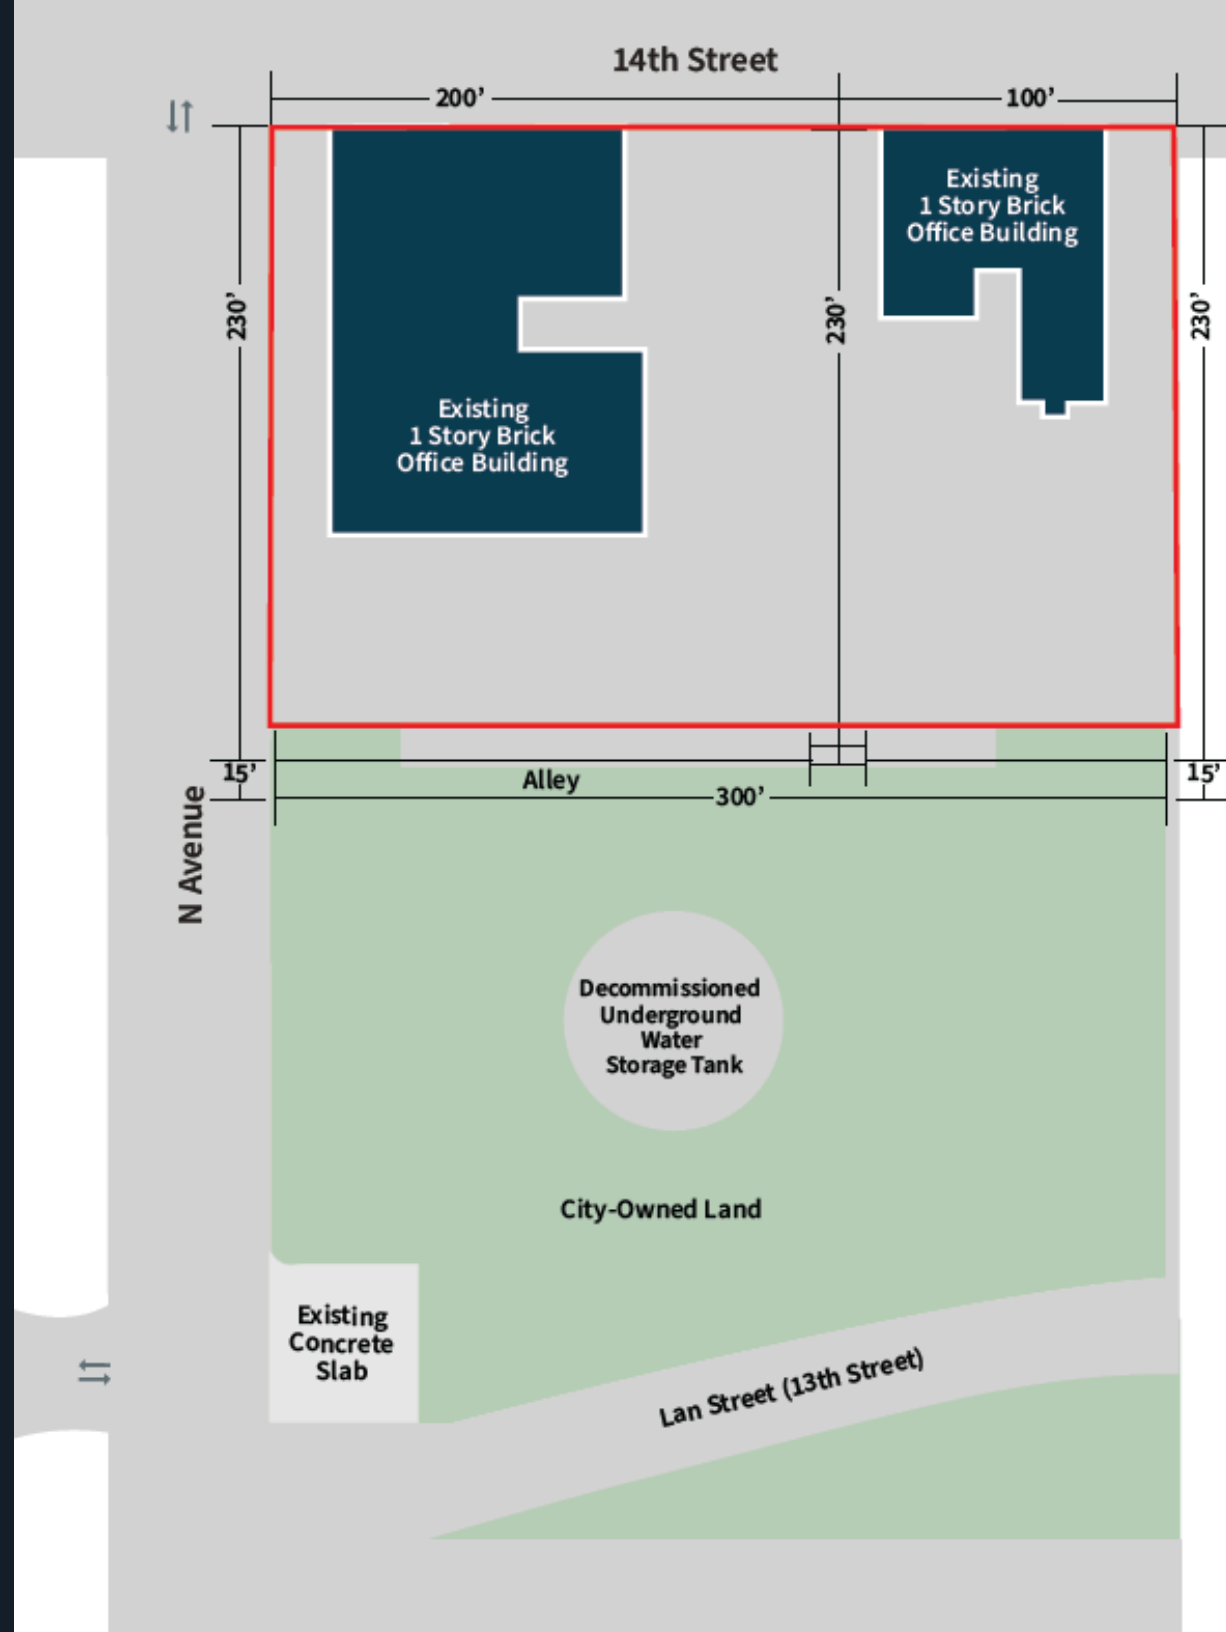 14th Street
200’
100’
Existing
1 Story Brick
Office Building
230’
230’
230’
Existing
1 Story Brick
Office Building
15’
15’
Alley
300’
N Avenue
Decommissioned
Underground
Water
Storage Tank
City-Owned Land
Existing
Concrete
Slab
Lan Street (13th Street)